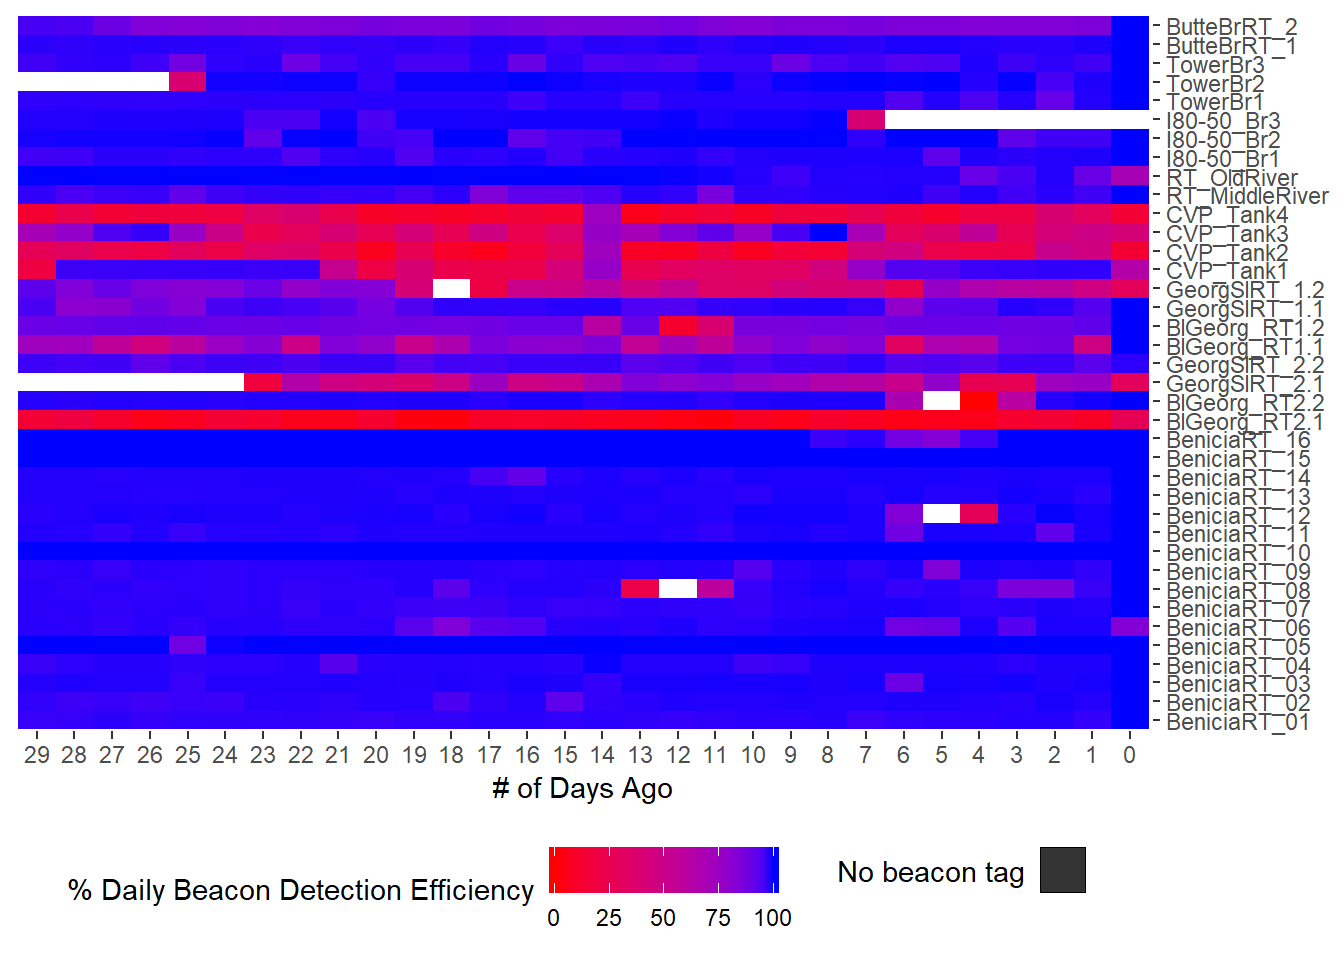 ButteBrRT_2
ButteBrRT_1
TowerBr3
TowerBr2
TowerBr1
I80-50_Br3
I80-50_Br2
I80-50_Br1
RT_OldRiver
RT_MiddleRiver
CVP_Tank4
CVP_Tank3
CVP_Tank2
CVP_Tank1
GeorgSlRT_1.2
GeorgSlRT_1.1
BlGeorg_RT1.2
BlGeorg_RT1.1
GeorgSlRT_2.2
GeorgSlRT_2.1
BlGeorg_RT2.2
BlGeorg_RT2.1
BeniciaRT_16
BeniciaRT_15
BeniciaRT_14
BeniciaRT_13
BeniciaRT_12
BeniciaRT_11
BeniciaRT_10
BeniciaRT_09
BeniciaRT_08
BeniciaRT_07
BeniciaRT_06
BeniciaRT_05
BeniciaRT_04
BeniciaRT_03
BeniciaRT_02
BeniciaRT_01
29 28 27 26 25 24 23 22 21 20 19 18 17 16 15 14 13 12 11 10 9 8 7 6 5 4 3 2 1 0
# of Days Ago
% Daily Beacon Detection Efficiency
0 25 50 75 100
No beacon tag